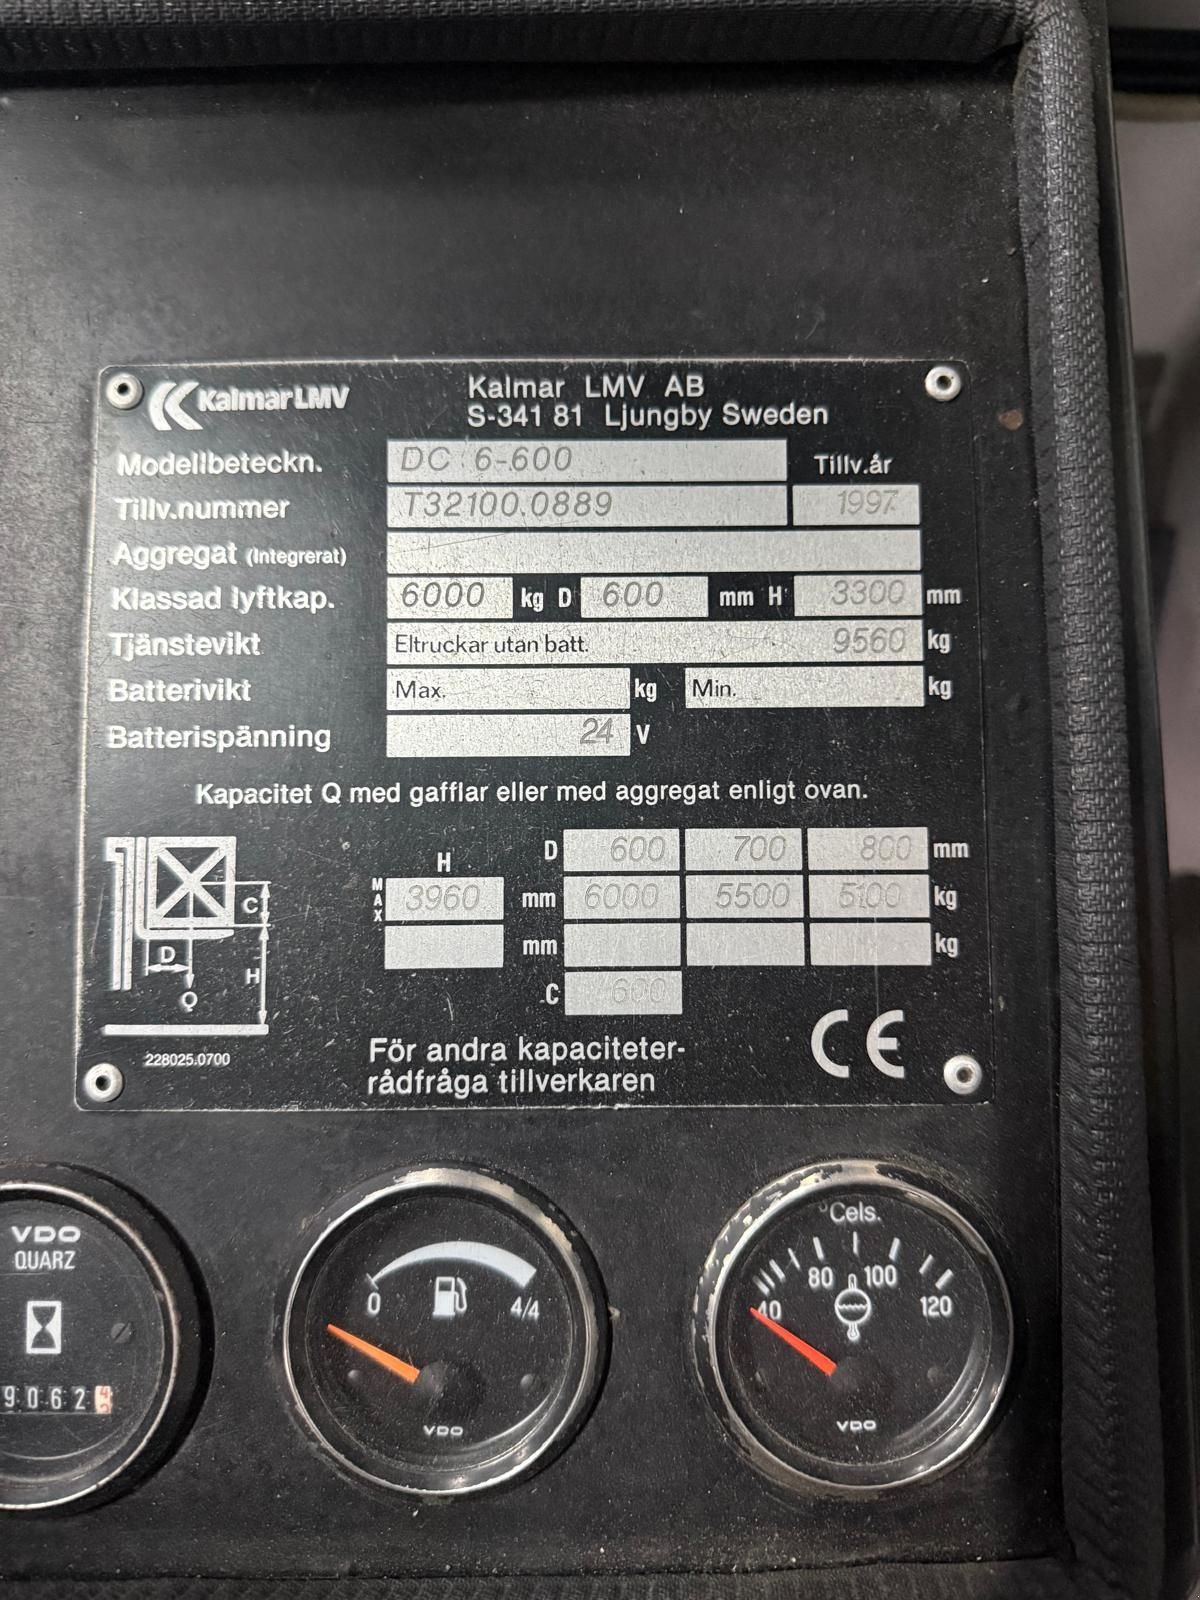 KalmarLMV
Kalmar LMV AB
S-341 81 Ljungby Sweden
Modellbeteckn. DC 6-600 Tillv.år
Tillv.nummer T32100.0889 1997
Aggregat (Integrerat)
Klassad lyftkap. 6000 kg D 600 mm H 3300 mm
Tjänstevikt Eltruckar utan batt. 9560 kg
Batterivikt Max. kg Min. kg
Batterispänning 24 V
Kapacitet Q med gafflar eller med aggregat enligt ovan.
H D 600 700 800 mm
MAX 3960 mm 6000 5500 5100 kg
mm kg
C 600
C
D
H
Q
228025.0700
För andra kapaciteter-
rådfråga tillverkaren
CE
VDO
QUARZ
9062
0 4/4
VDO
°Cels.
40 80 100 120
VDO